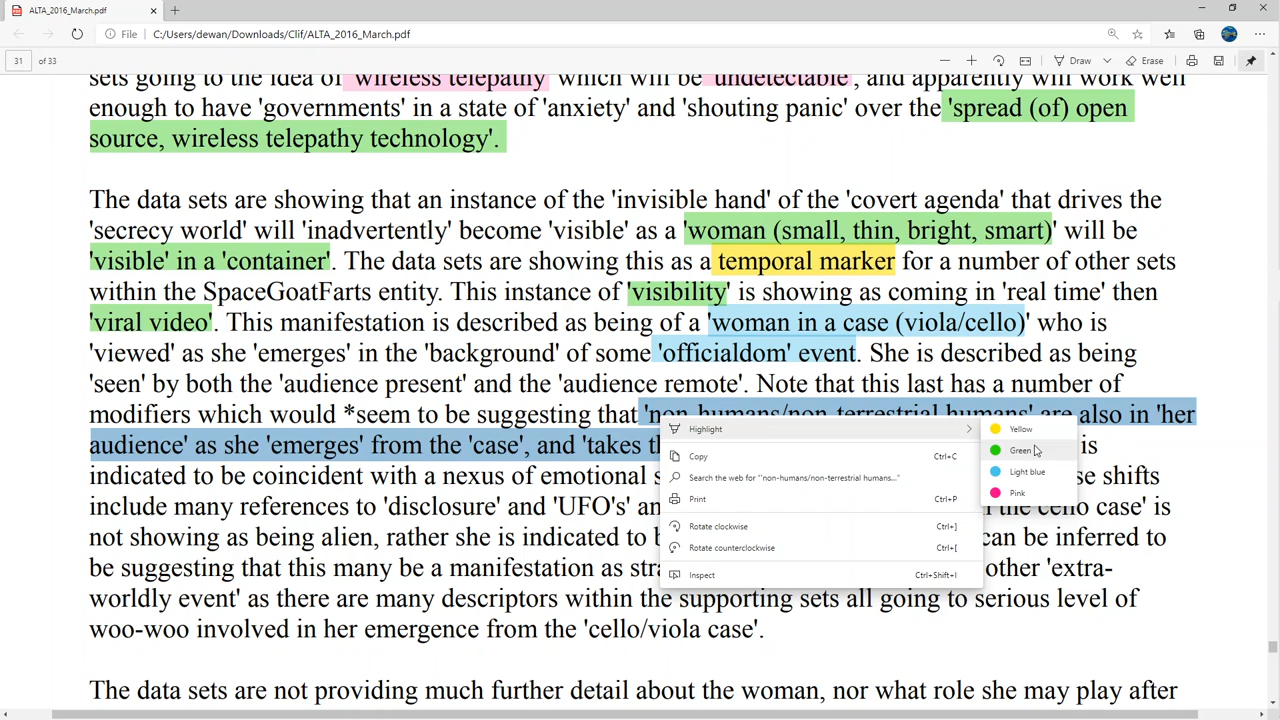 ALTA_2016_March.pdf
File C:/Users/dewan/Downloads/Clif/ALTA_2016_March.pdf
31 of 33 Draw Erase
sets going to the idea of 'wireless telepathy' which will be 'undetectable', and apparently will work well
enough to have 'governments' in a state of 'anxiety' and 'shouting panic' over the 'spread (of) open
source, wireless telepathy technology'.
The data sets are showing that an instance of the 'invisible hand' of the 'covert agenda' that drives the
'secrecy world' will 'inadvertently' become 'visible' as a 'woman (small, thin, bright, smart)' will be
'visible' in a 'container'. The data sets are showing this as a temporal marker for a number of other sets
within the SpaceGoatFarts entity. This instance of 'visibility' is showing as coming in 'real time' then
'viral video'. This manifestation is described as being of a 'woman in a case (viola/cello)' who is
'viewed' as she 'emerges' in the 'background' of some 'officialdom' event. She is described as being
'seen' by both the 'audience present' and the 'audience remote'. Note that this last has a number of
modifiers which would *seem to be suggesting that 'non-humans/non-terrestrial humans' are also in 'her
audience' as she 'emerges' from the 'case', and 'takes is
indicated to be coincident with a nexus of emotional shifts
include many references to 'disclosure' and 'UFO's' the cello case' is
not showing as being alien, rather she is indicated to can be inferred to
be suggesting that this many be a manifestation as other 'extra-
worldly event' as there are many descriptors within the supporting sets all going to serious level of
woo-woo involved in her emergence from the 'cello/viola case'.
The data sets are not providing much further detail about the woman, nor what role she may play after
Highlight
Copy Ctrl+C
Search the web for "'non-humans/non-terrestrial humans..."
Print Ctrl+P
Rotate clockwise Ctrl+]
Rotate counterclockwise Ctrl+[
Inspect Ctrl+Shift+I
Yellow
Green
Light blue
Pink